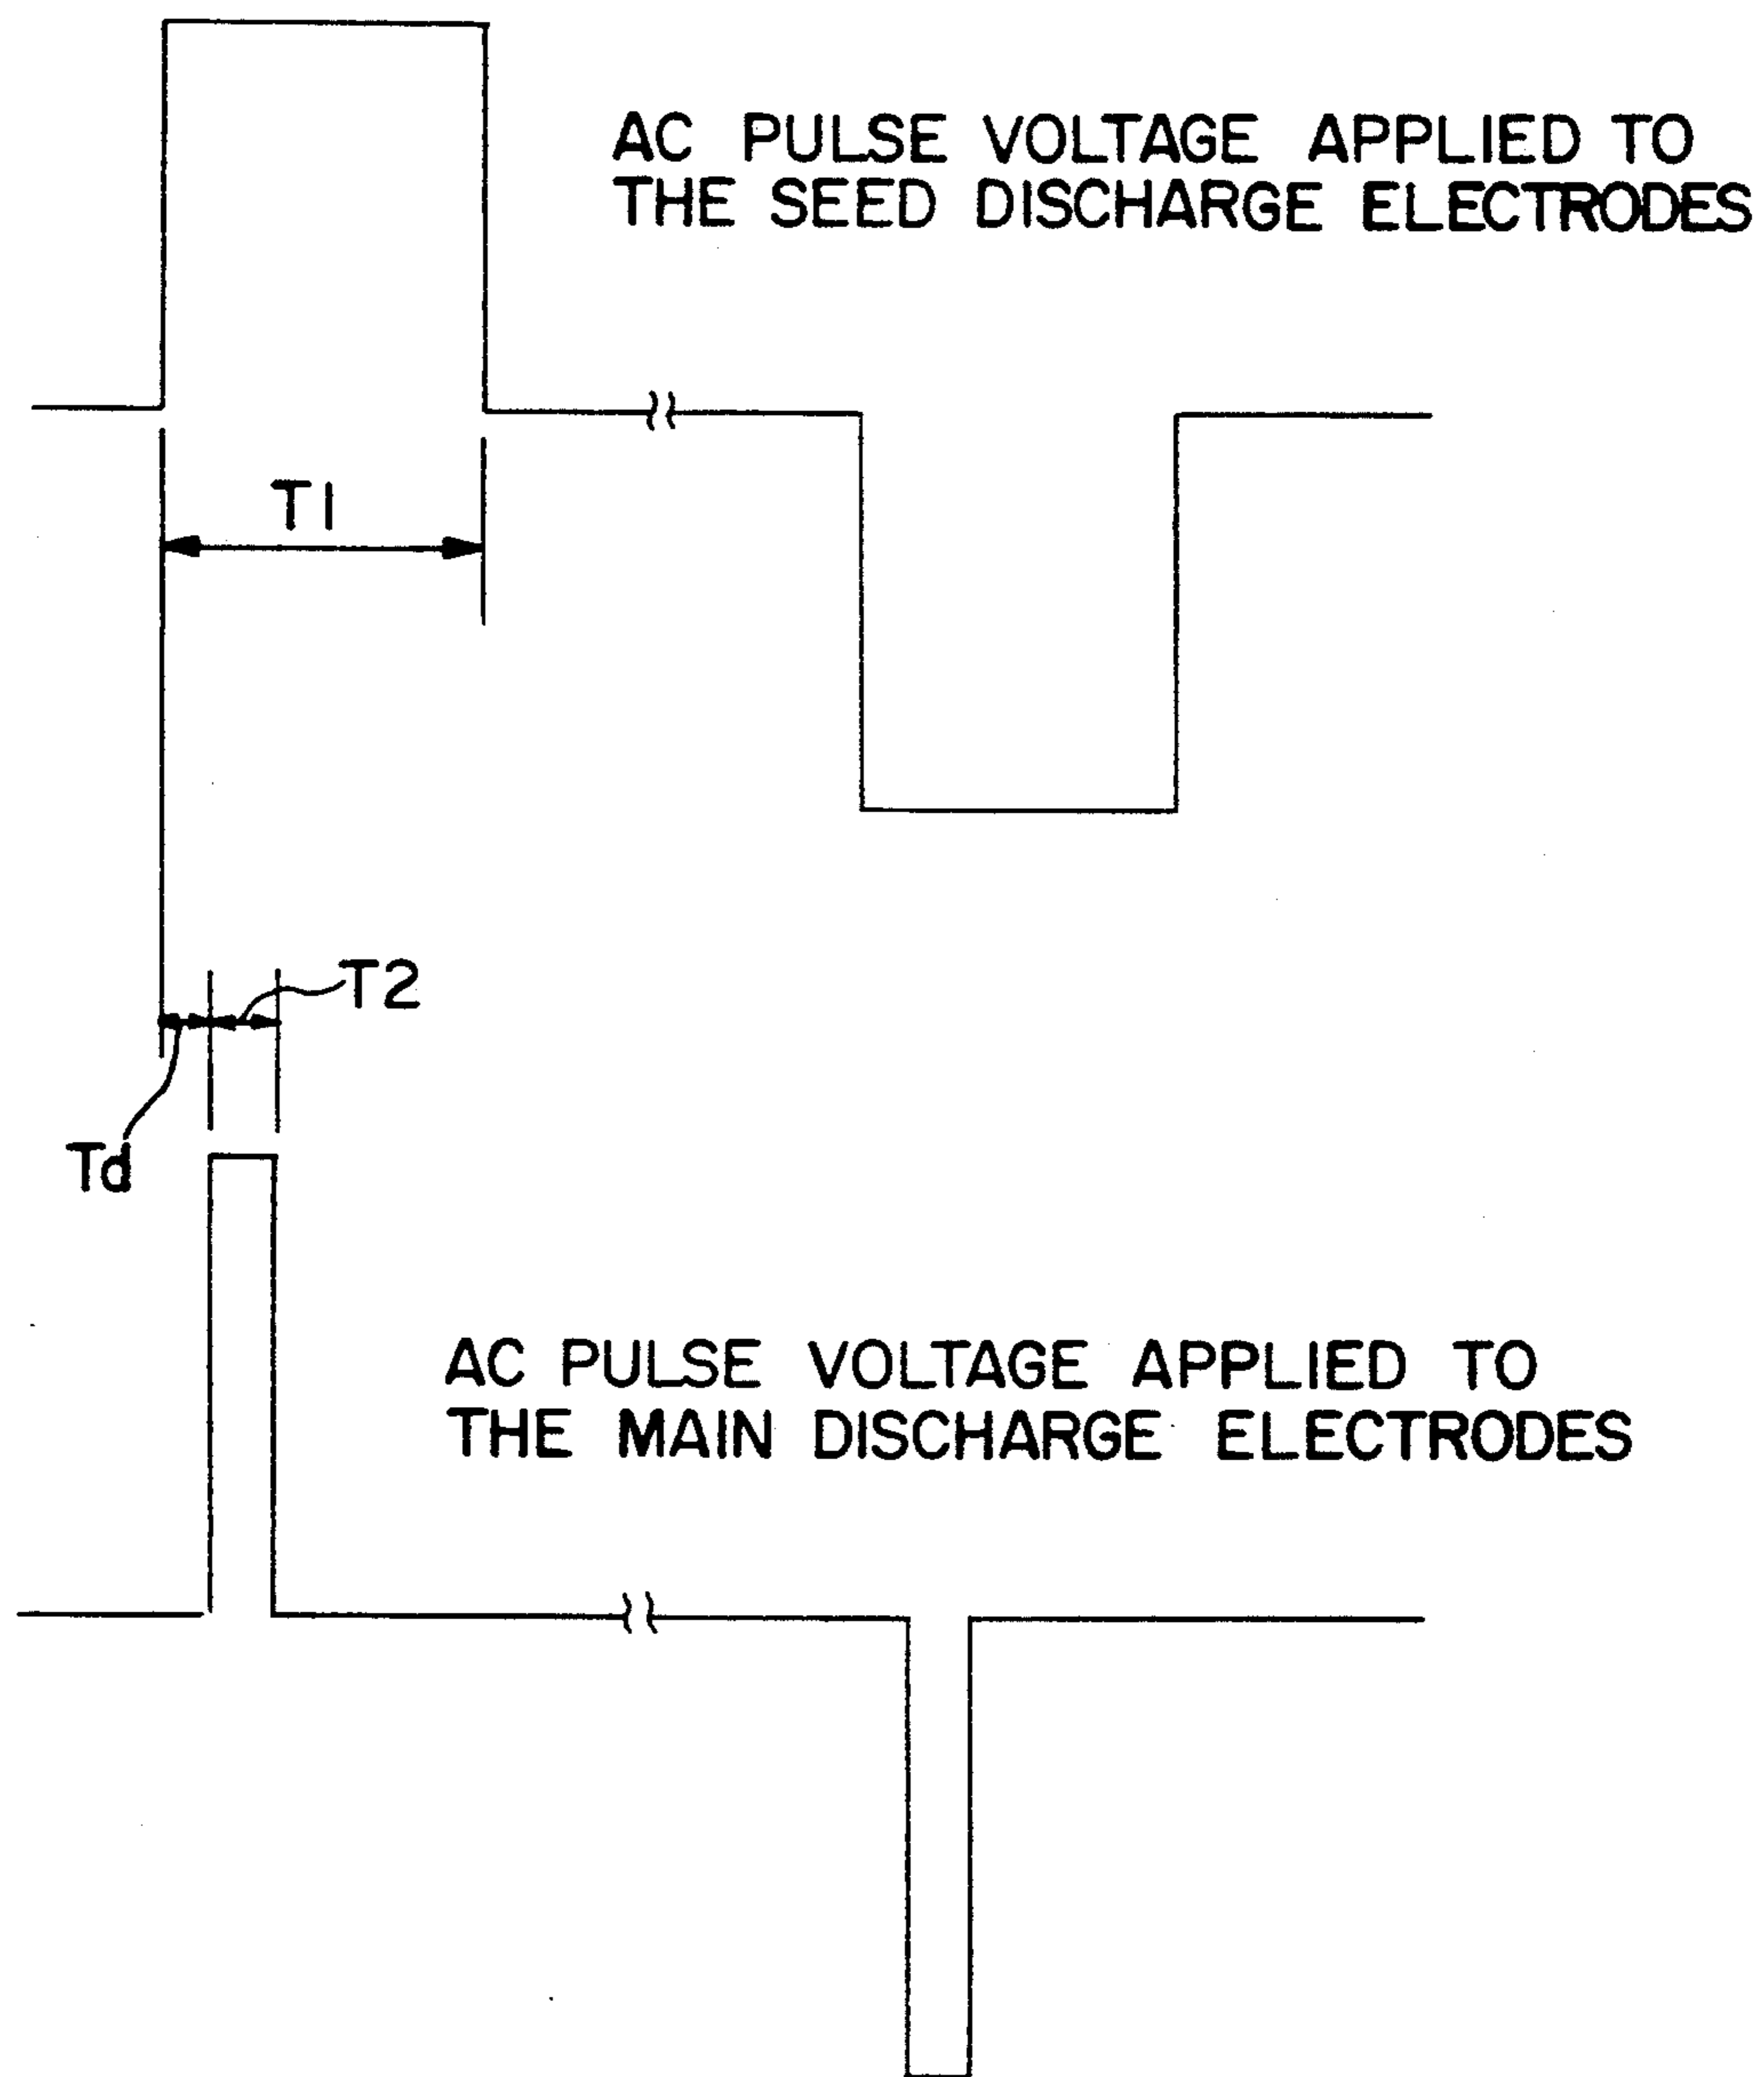 AC PULSE VOLTAGE APPLIED TO
THE SEED DISCHARGE ELECTRODES
T1
T2
Td
AC PULSE VOLTAGE APPLIED TO
THE MAIN DISCHARGE ELECTRODES